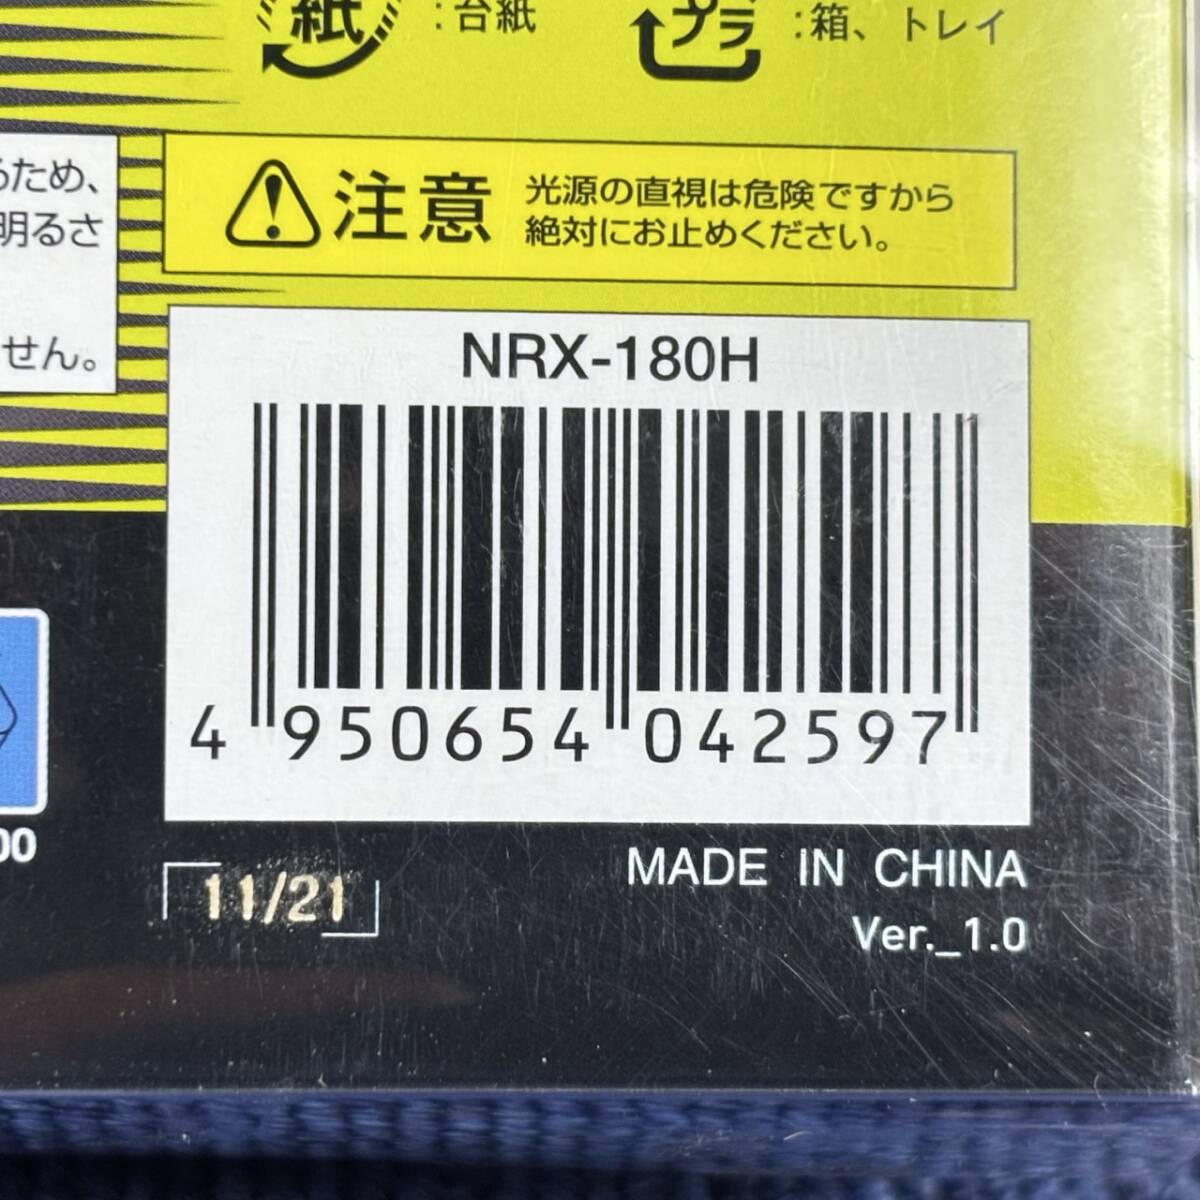 紙
:台紙
プラ
:箱、トレイ
るため、
明るさ
せん。
注意
光源の直視は危険ですから
絶対にお止めください。
NRX-180H
4 950654 042597
00
11/21
MADE IN CHINA
Ver._1.0